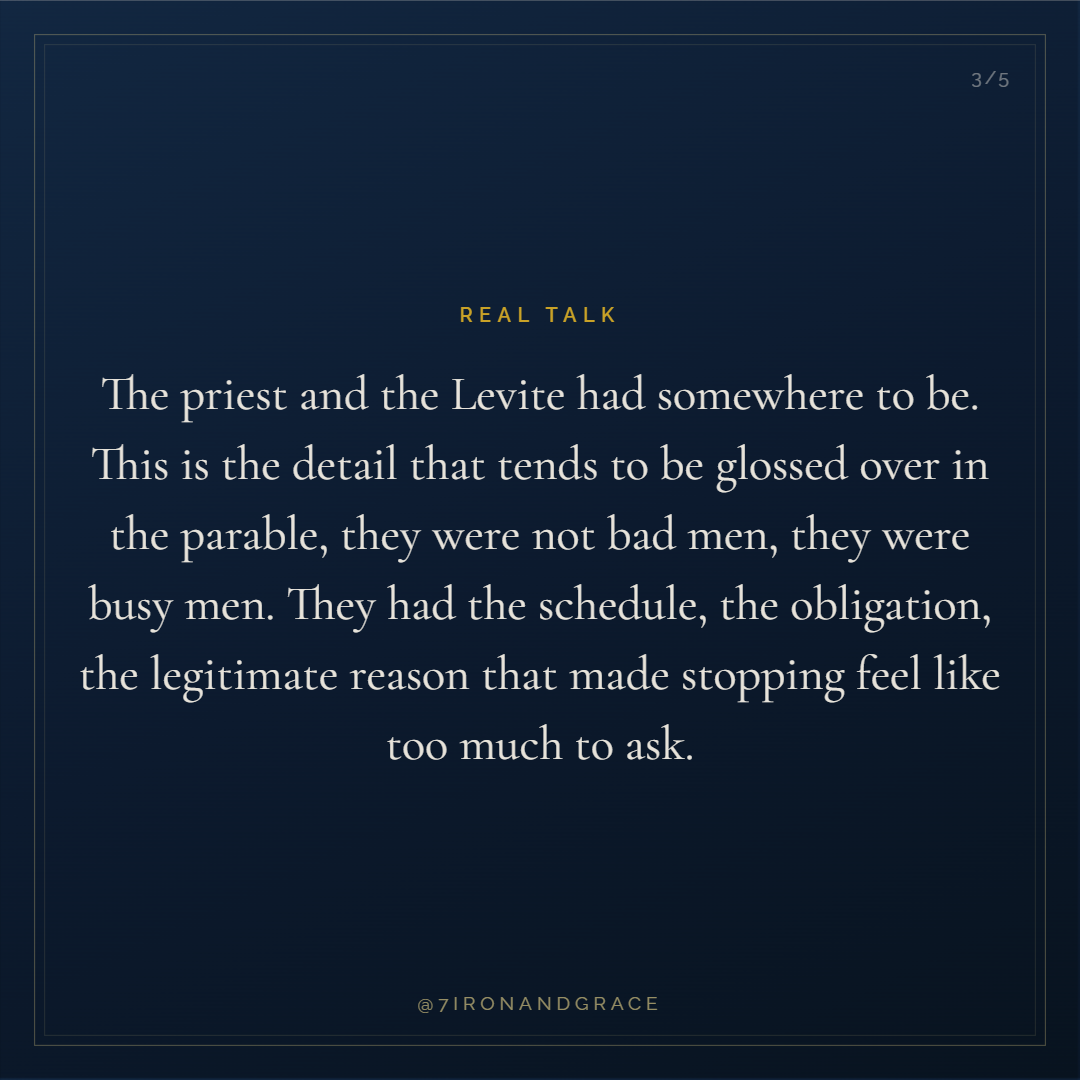 3/5
REAL TALK
The priest and the Levite had somewhere to be.
This is the detail that tends to be glossed over in
the parable, they were not bad men, they were
busy men. They had the schedule, the obligation,
the legitimate reason that made stopping feel like
too much to ask.
@7IRONANDGRACE